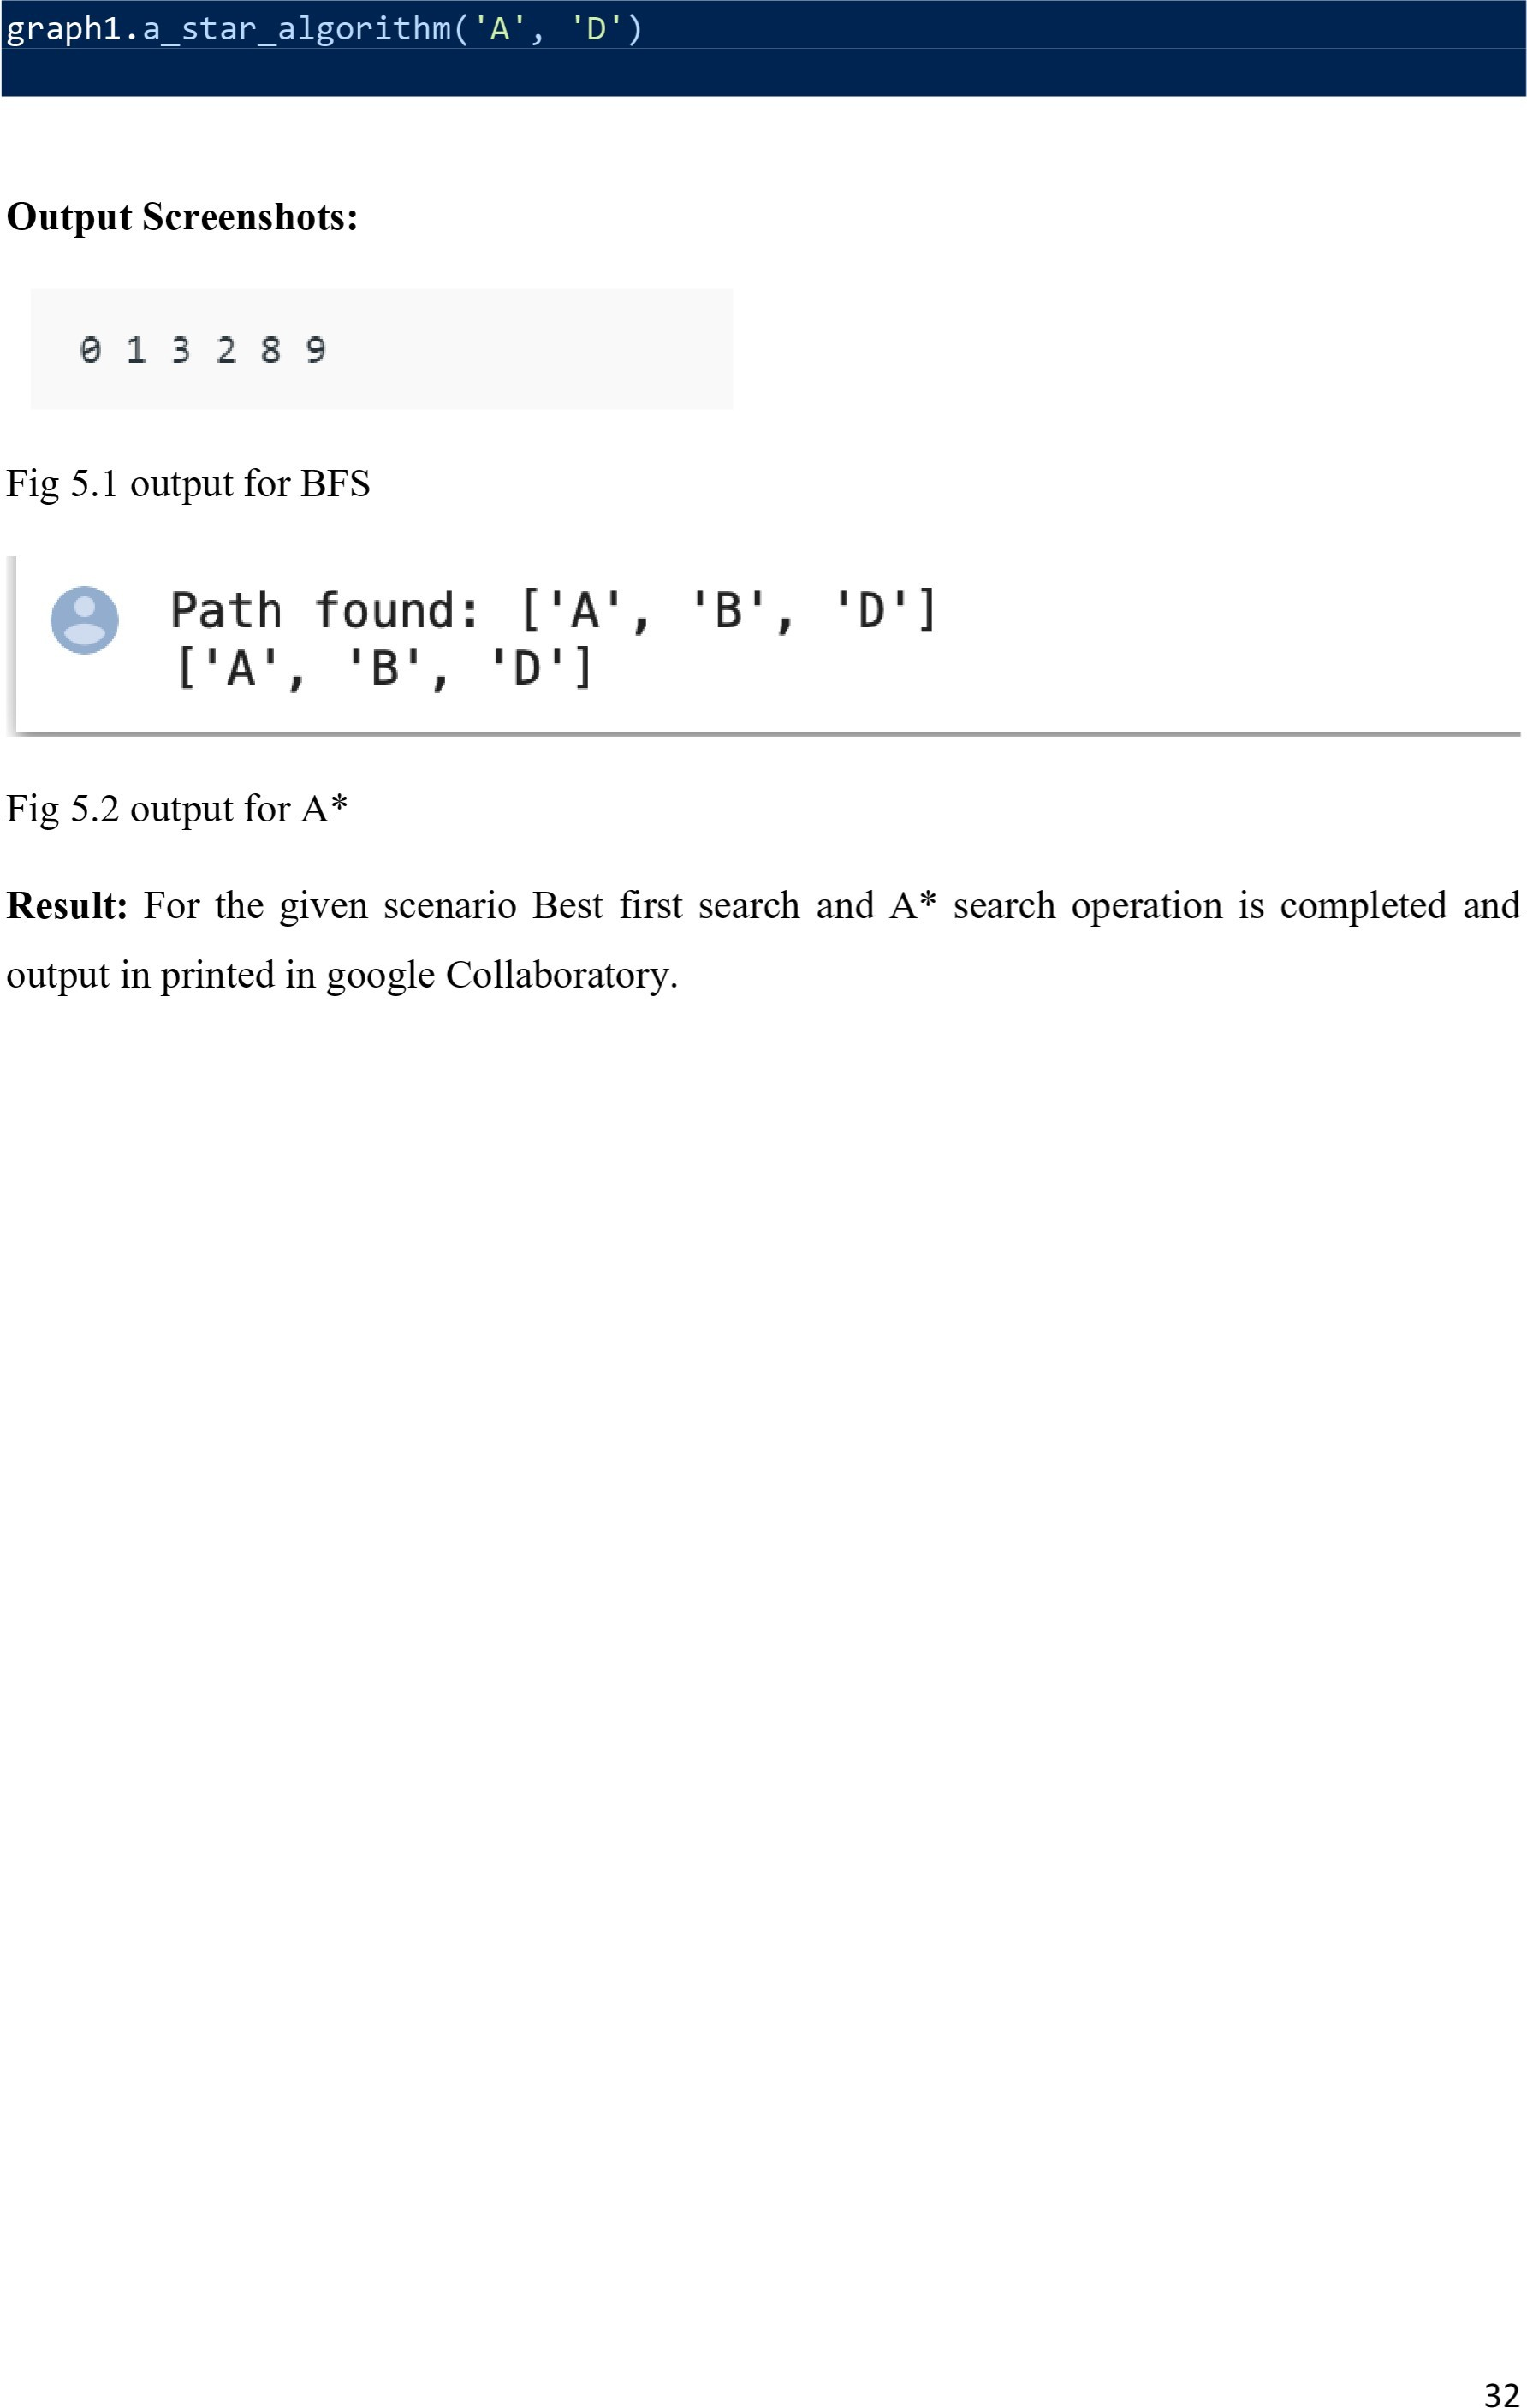 graph1.a_star_algorithm('A', 'D')
Output Screenshots:
0 1 3 2 8 9
Fig 5.1 output for BFS
Path found: ['A', 'B', 'D']
['A', 'B', 'D']
Fig 5.2 output for A*
Result: For the given scenario Best first search and A* search operation is completed and
output in printed in google Collaboratory.
32